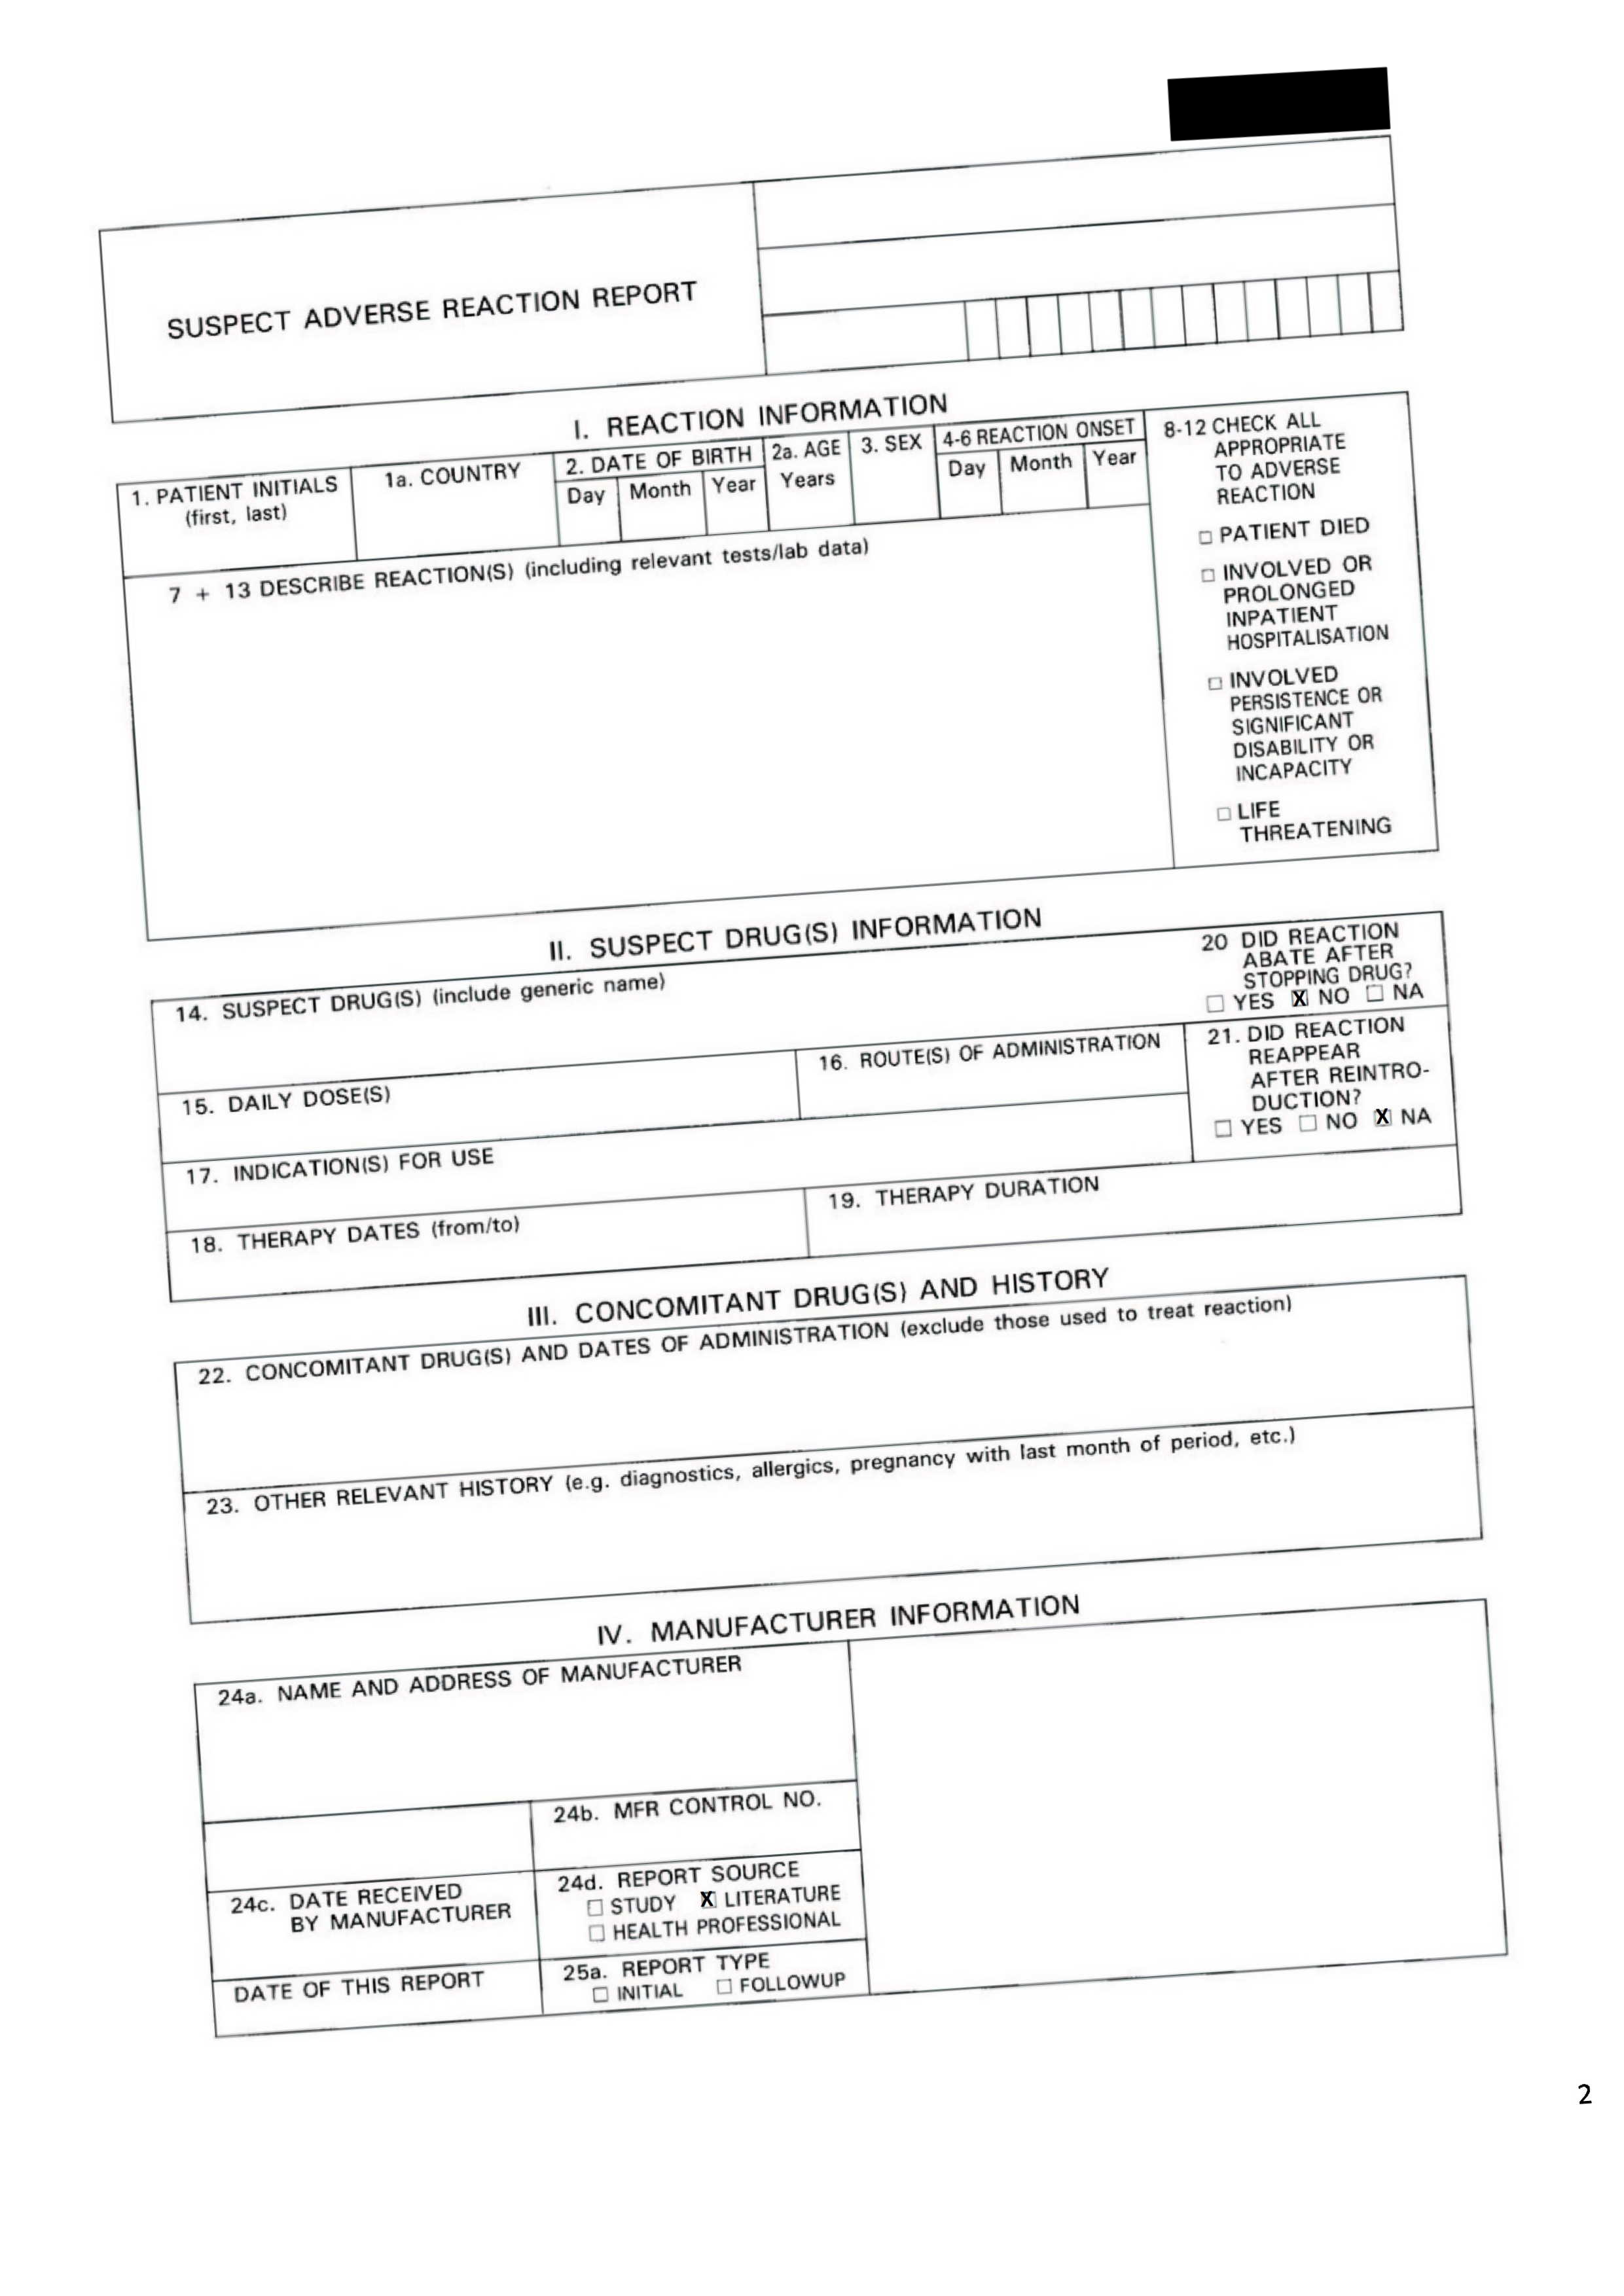 SUSPECT ADVERSE REACTION REPORT
I. REACTION INFORMATION
1. PATIENT INITIALS
(first, last)
1a. COUNTRY
2. DATE OF BIRTH
Day Month Year
2a. AGE
Years
3. SEX
4-6 REACTION ONSET
Day Month Year
8-12 CHECK ALL
APPROPRIATE
TO ADVERSE
REACTION
☐ PATIENT DIED
☐ INVOLVED OR
PROLONGED
INPATIENT
HOSPITALISATION
☐ INVOLVED
PERSISTENCE OR
SIGNIFICANT
DISABILITY OR
INCAPACITY
☐ LIFE
THREATENING
7 + 13 DESCRIBE REACTION(S) (including relevant tests/lab data)
II. SUSPECT DRUG(S) INFORMATION
14. SUSPECT DRUG(S) (include generic name)
20 DID REACTION
ABATE AFTER
STOPPING DRUG?
☐ YES ☒ NO ☐ NA
15. DAILY DOSE(S)
16. ROUTE(S) OF ADMINISTRATION
21. DID REACTION
REAPPEAR
AFTER REINTRO-
DUCTION?
☐ YES ☐ NO ☒ NA
17. INDICATION(S) FOR USE
18. THERAPY DATES (from/to)
19. THERAPY DURATION
III. CONCOMITANT DRUG(S) AND HISTORY
22. CONCOMITANT DRUG(S) AND DATES OF ADMINISTRATION (exclude those used to treat reaction)
23. OTHER RELEVANT HISTORY (e.g. diagnostics, allergics, pregnancy with last month of period, etc.)
IV. MANUFACTURER INFORMATION
24a. NAME AND ADDRESS OF MANUFACTURER
24b. MFR CONTROL NO.
24c. DATE RECEIVED
BY MANUFACTURER
24d. REPORT SOURCE
☐ STUDY ☒ LITERATURE
☐ HEALTH PROFESSIONAL
DATE OF THIS REPORT
25a. REPORT TYPE
☐ INITIAL ☐ FOLLOWUP
2